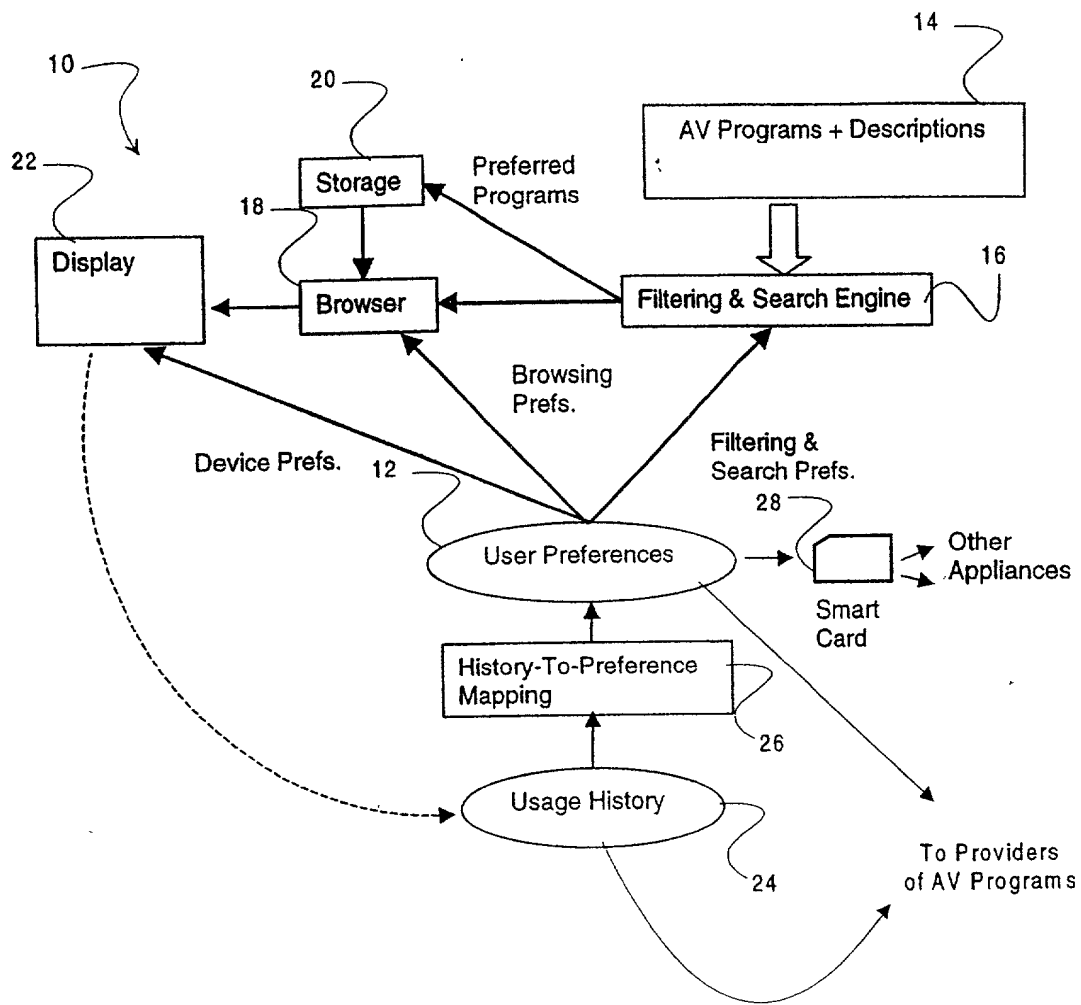 14
10
20
AV Programs + Descriptions
22
Storage
Preferred
Programs
18
Display
16
Browser
Filtering & Search Engine
Browsing
Prefs.
Device Prefs.
12
Filtering &
Search Prefs.
28
User Preferences
Other
Appliances
Smart
Card
History-To-Preference
Mapping
26
Usage History
24
To Providers
of AV Programs